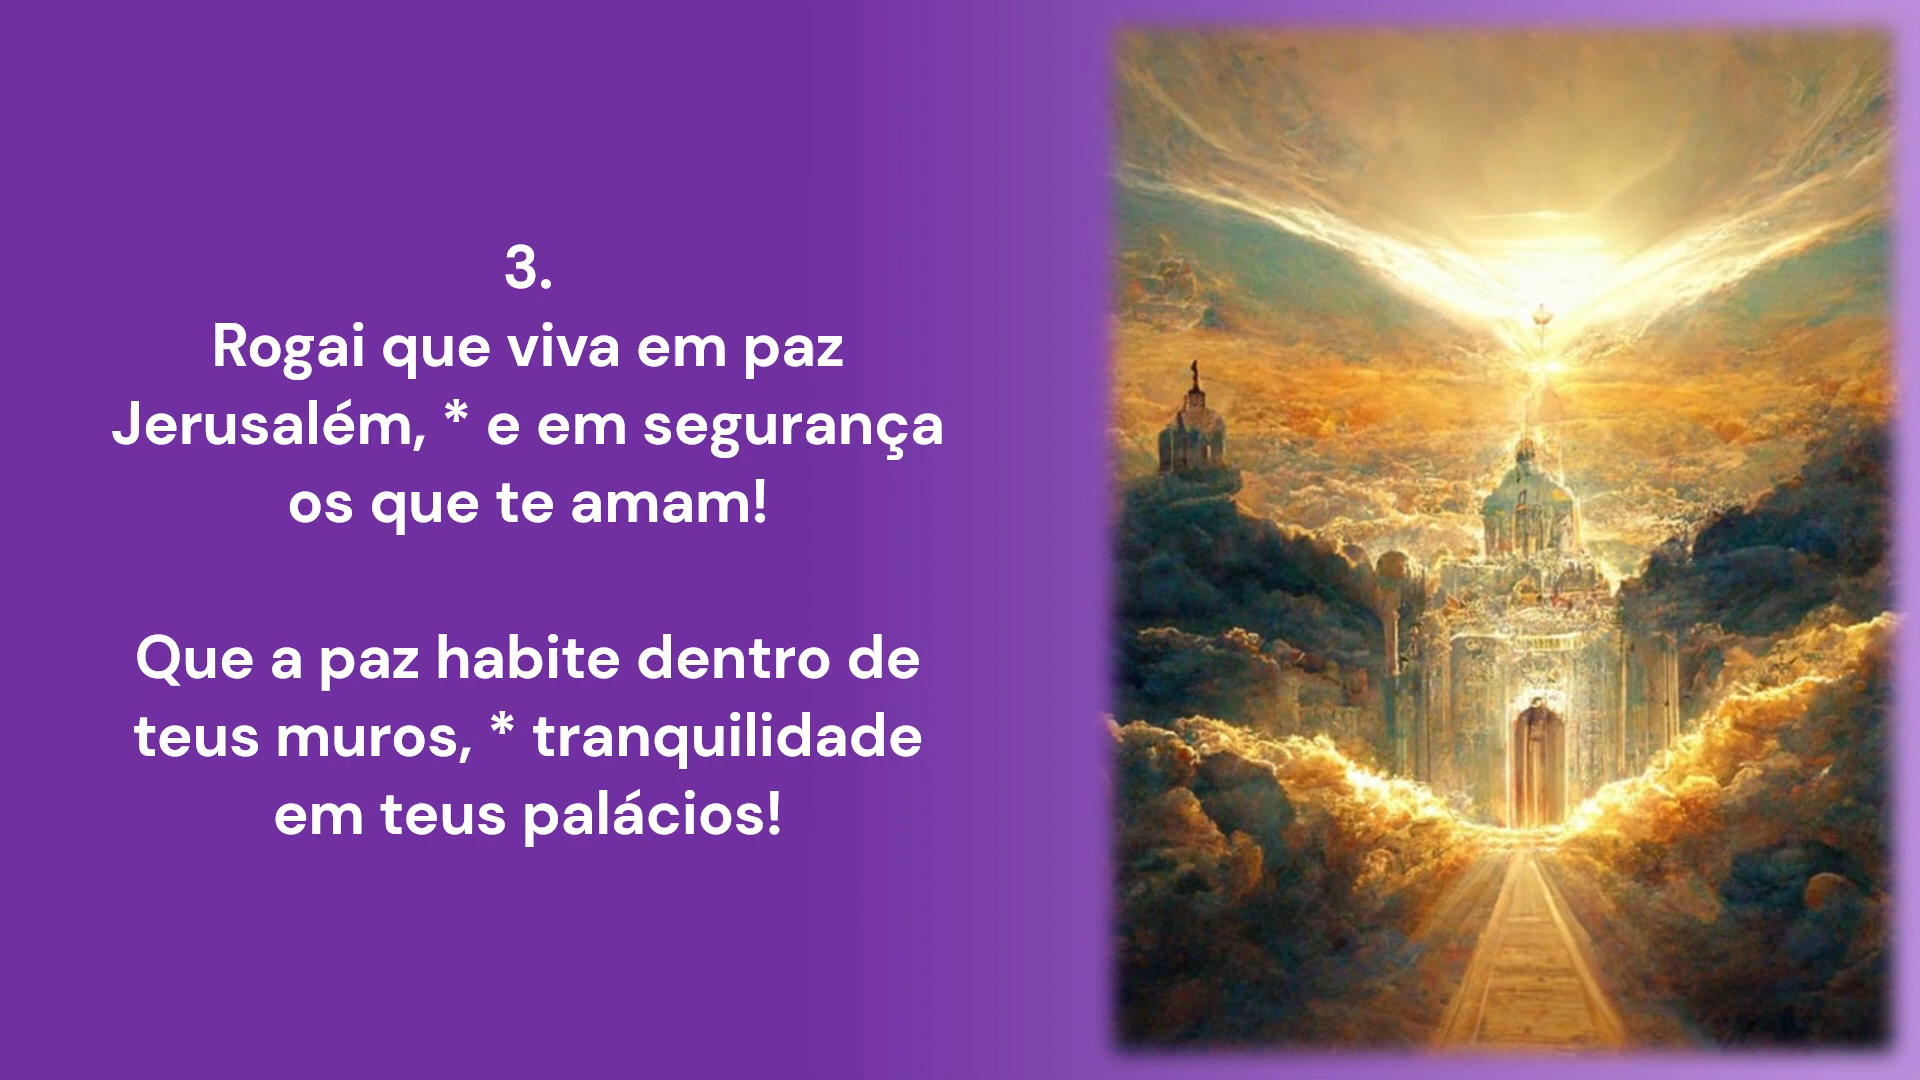 3.
Rogai que viva em paz
Jerusalém, * e em segurança
os que te amam!
Que a paz habite dentro de
teus muros, * tranquilidade
em teus palácios!